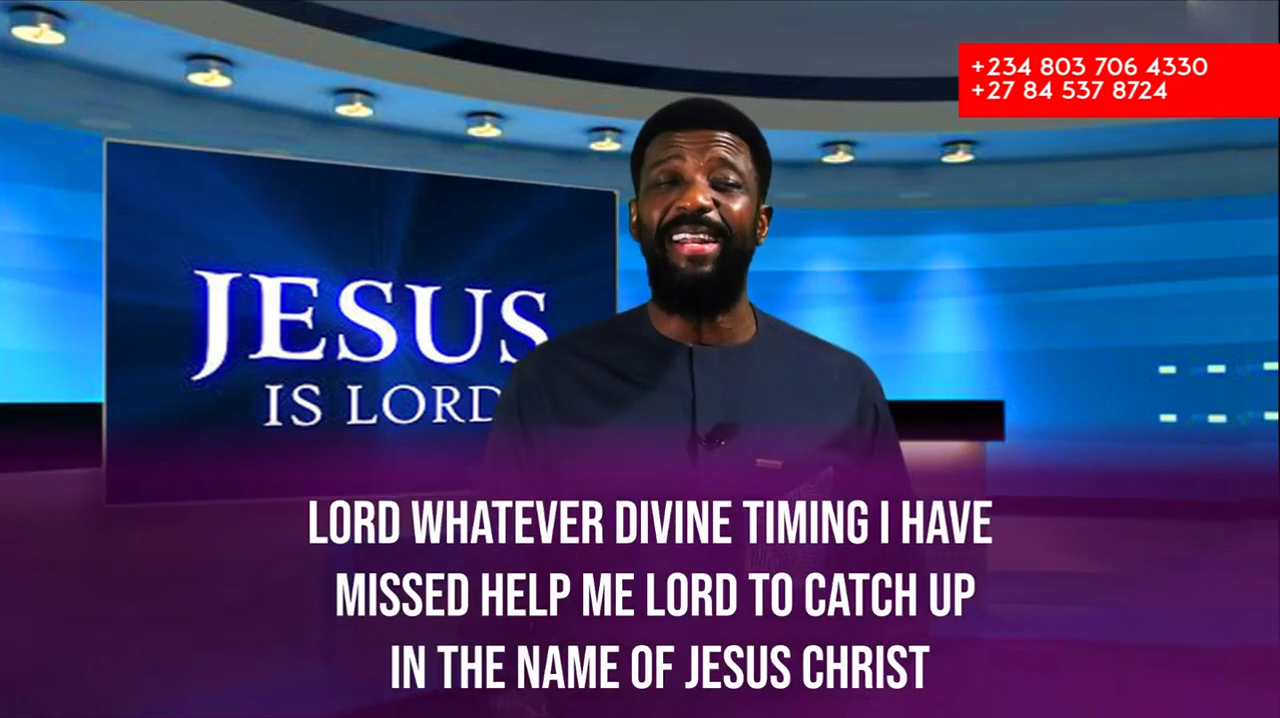 +234 803 706 4330
+27 84 537 8724
JESUS
IS LORD
LORD WHATEVER DIVINE TIMING I HAVE
MISSED HELP ME LORD TO CATCH UP
IN THE NAME OF JESUS CHRIST